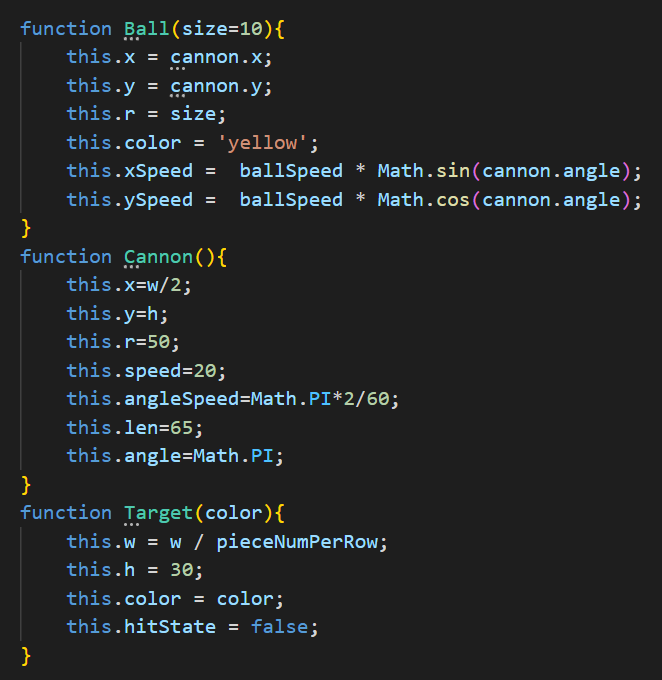 function Ball(size=10){
    this.x = cannon.x;
    this.y = cannon.y;
    this.r = size;
    this.color = 'yellow';
    this.xSpeed =  ballSpeed * Math.sin(cannon.angle);
    this.ySpeed =  ballSpeed * Math.cos(cannon.angle);
}
function Cannon(){
    this.x=w/2;
    this.y=h;
    this.r=50;
    this.speed=20;
    this.angleSpeed=Math.PI*2/60;
    this.len=65;
    this.angle=Math.PI;
}
function Target(color){
    this.w = w / pieceNumPerRow;
    this.h = 30;
    this.color = color;
    this.hitState = false;
}